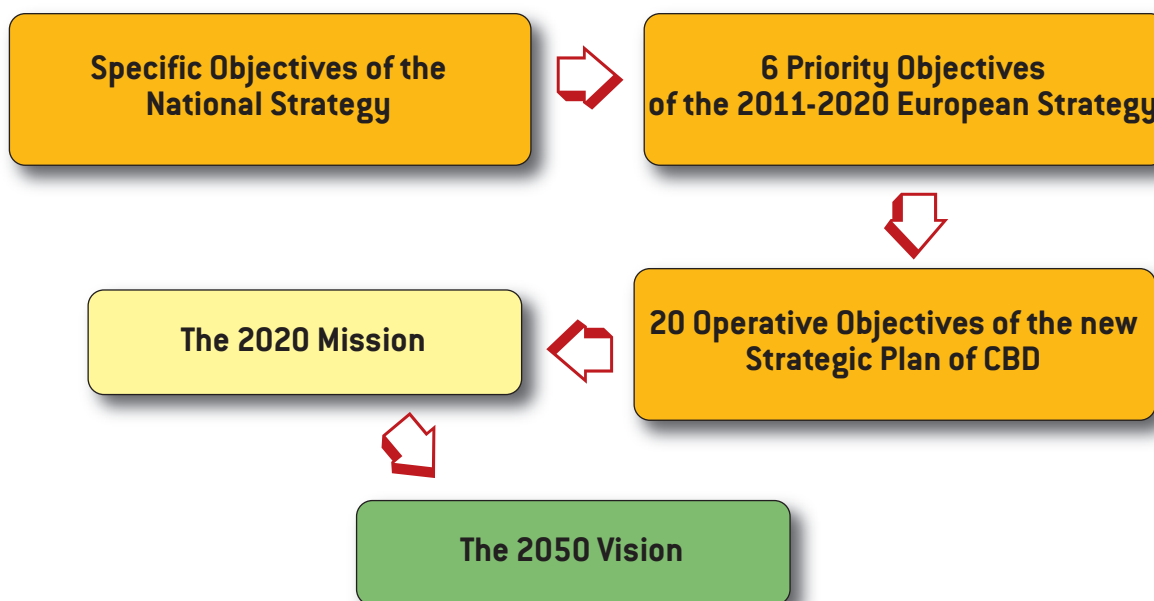 Specific Objectives of the
National Strategy
6 Priority Objectives
of the 2011-2020 European Strategy
20 Operative Objectives of the new
Strategic Plan of CBD
The 2020 Mission
The 2050 Vision